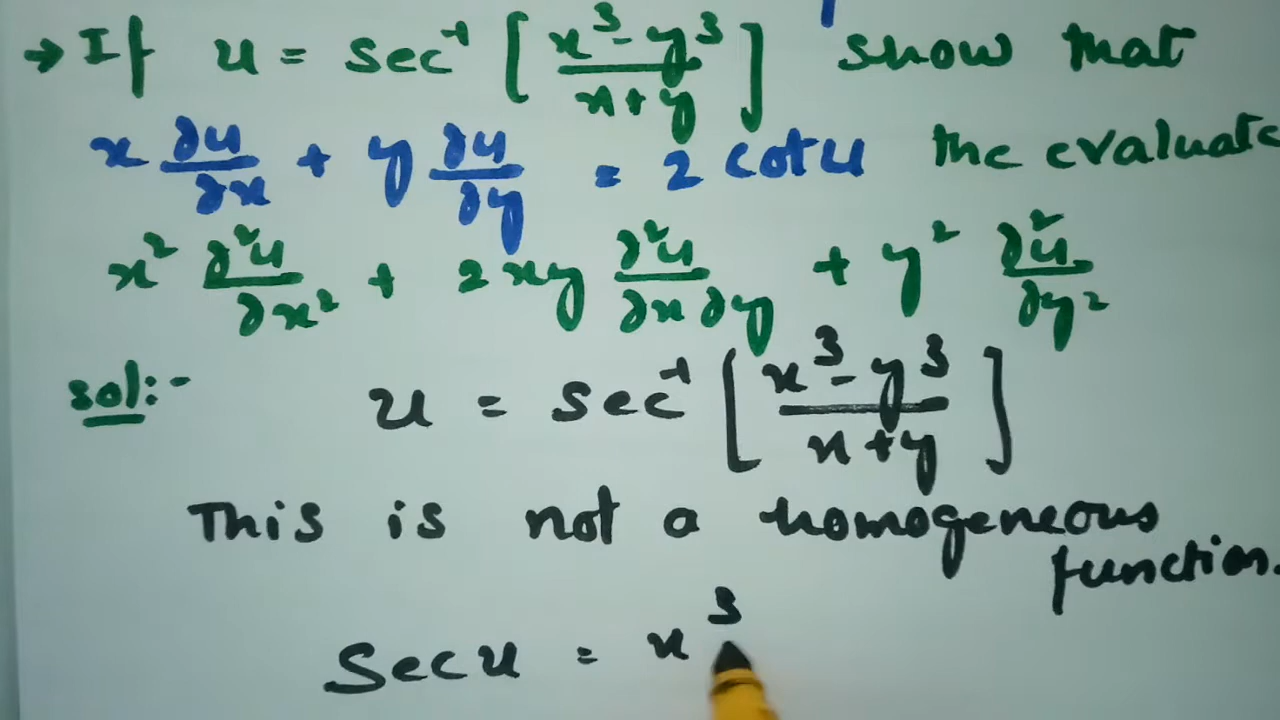 → If u = sec⁻¹ [ x³ - y³ / x + y ] show that
x ∂u/∂x + y ∂u/∂y = 2 cot u the evaluate
x² ∂²u/∂x² + 2xy ∂²u/∂x∂y + y² ∂²u/∂y²
sol:- u = sec⁻¹ [ x³ - y³ / x + y ]
This is not a homogeneous
function.
Sec u = x³